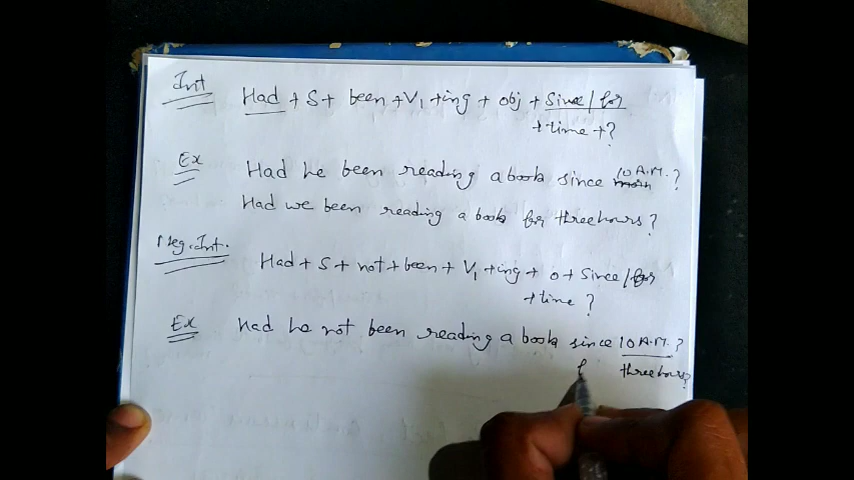 Int Had + S + been + V1 + ing + obj + Since / for
+ time + ?
Ex Had he been reading a book since 10 A.M. ?
Had we been reading a book for three hours ?
Neg. Int. Had + S + not + been + V1 + ing + o + Since / for
+ time ?
Ex Had he not been reading a book since 10 A.M. ?
three hours ?